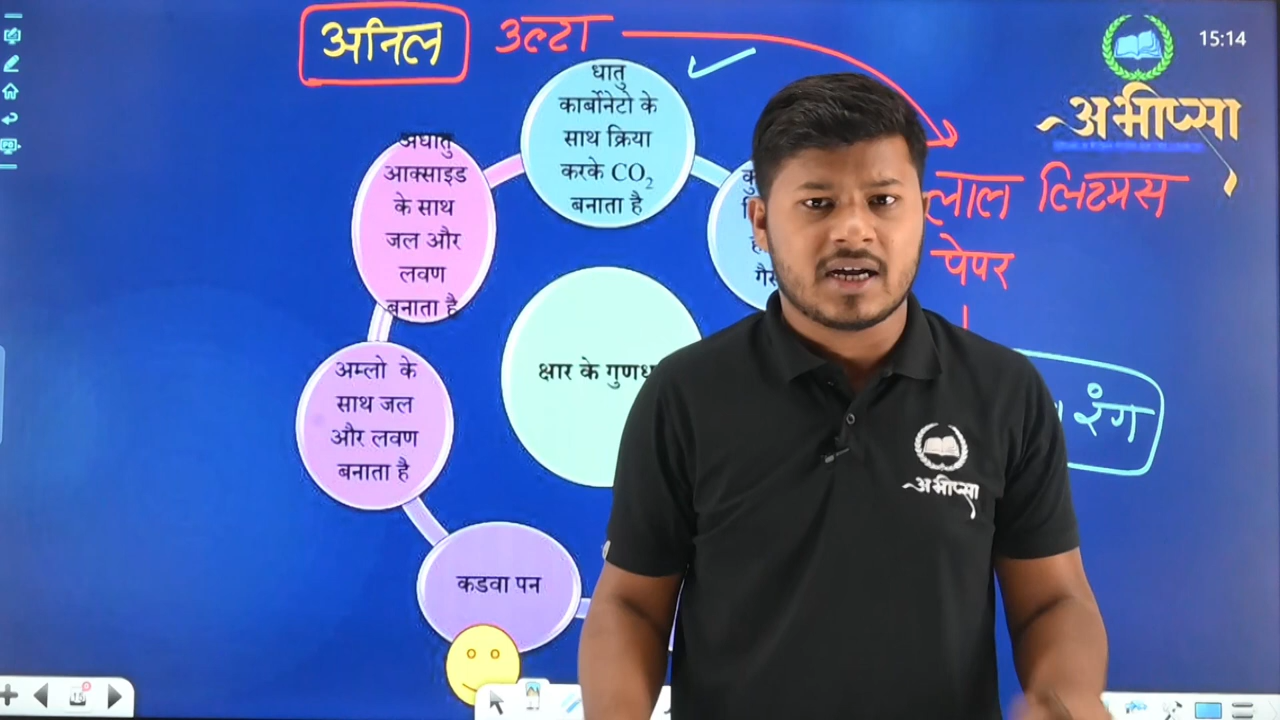 अनिल उल्टा
15:14
अभीप्सा
धातु
कार्बोनेटो के
साथ क्रिया
करके CO₂
बनाता है
अधातु
आक्साइड
के साथ
जल और
लवण
बनाता है
लाल लिटमस
पेपर
रंग
क्षार के
अम्लो के
साथ जल
और लवण
बनाता है
कडवा पन
अभीप्सा
15